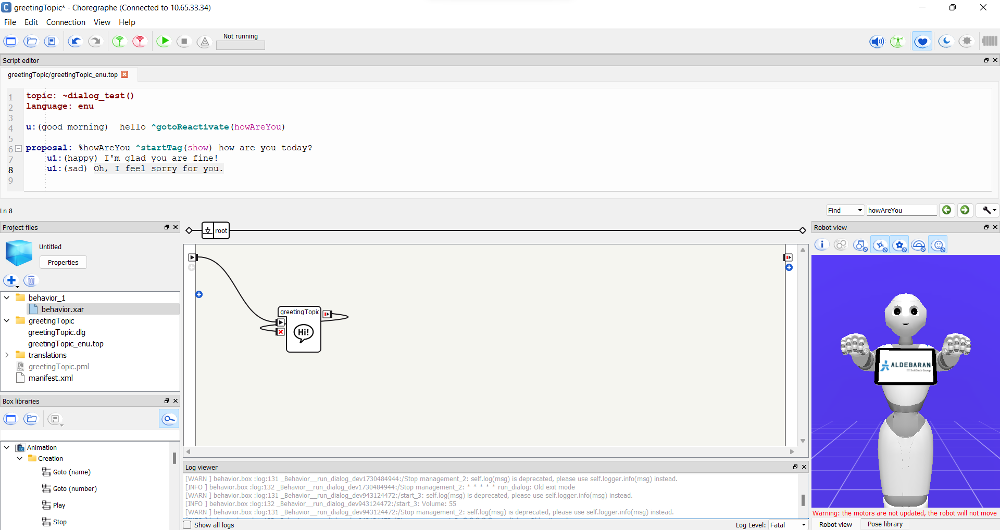 greetingTopic* - Choregraphe (Connected to 10.65.33.34)
File Edit Connection View Help
Not running
Script editor
greetingTopic/greetingTopic_enu.top
1 topic: ~dialog_test()
2 language: enu
3
4 u:(good morning) hello ^gotoReactivate(howAreYou)
5
6 proposal: %howAreYou ^startTag(show) how are you today?
7 u1:(happy) I'm glad you are fine!
8 u1:(sad) Oh, I feel sorry for you.
9
Ln 8
Find howAreYou
Project files
Untitled
Properties
behavior_1
behavior.xar
greetingTopic
greetingTopic.dlg
greetingTopic_enu.top
translations
greetingTopic.pml
manifest.xml
Box libraries
Animation
Creation
Goto (name)
Goto (number)
Play
Stop
root
greetingTopic
Hi!
Log viewer
[WARN ] behavior.box :log:131 _Behavior__run_dialog_dev1730484944:/Stop management_2: self.log(msg) is deprecated, please use self.logger.info(msg) instead.
[INFO ] behavior.box :log:132 _Behavior__run_dialog_dev1730484944:/Stop management_2: * * * * * run_dialog: Old exit mode
[WARN ] behavior.box :log:131 _Behavior__run_dialog_dev943124472:/start_3: self.log(msg) is deprecated, please use self.logger.info(msg) instead.
[INFO ] behavior.box :log:132 _Behavior__run_dialog_dev943124472:/start_3: Volume: 55
[WARN ] behavior.box :log:131 _Behavior__run_dialog_dev943124472:/Stop management_2: self.log(msg) is deprecated, please use self.logger.info(msg) instead.
Show all logs
Log Level: Fatal
Robot view
ALDEBARAN
SoftBank Group
Warning: the motors are not updated, the robot will not move
Robot view Pose library